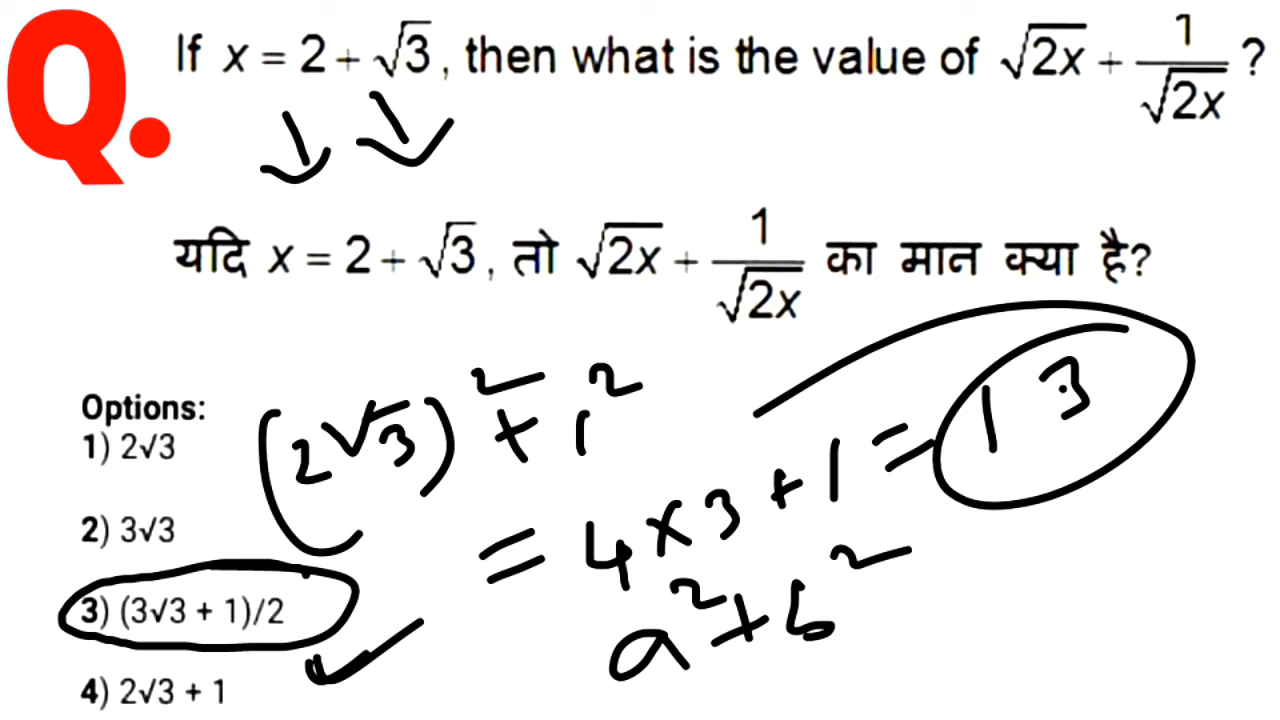 Q.
If x = 2 + √3, then what is the value of √2x + 1/√2x ?
यदि x = 2 + √3, तो √2x + 1/√2x का मान क्या है?
Options:
1) 2√3
2) 3√3
3) (3√3 + 1)/2
4) 2√3 + 1
(2√3)² + 1²
= 4 × 3 + 1 = 13
a² + b²